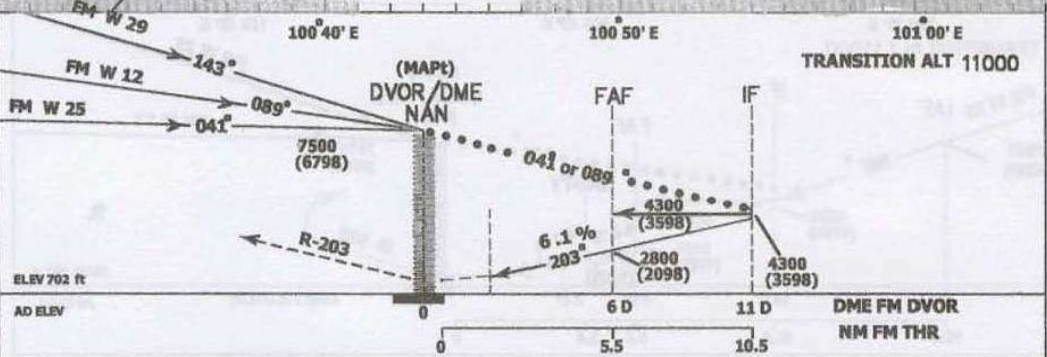 FM W 29
143°
FM W 12
089°
FM W 25
041°
100°40' E
100°50' E
101°00' E
TRANSITION ALT 11000
(MAPt)
DVOR/DME
NAN
FAF
IF
7500
(6798)
041 or 089
4300
(3598)
6.1 %
203°
2800
(2098)
4300
(3598)
R-203
ELEV 702 ft
AD ELEV
0
6 D
11 D
DME FM DVOR
NM FM THR
0
5.5
10.5